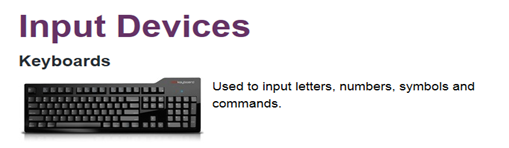 Input Devices
Keyboards
Used to input letters, numbers, symbols and
commands.